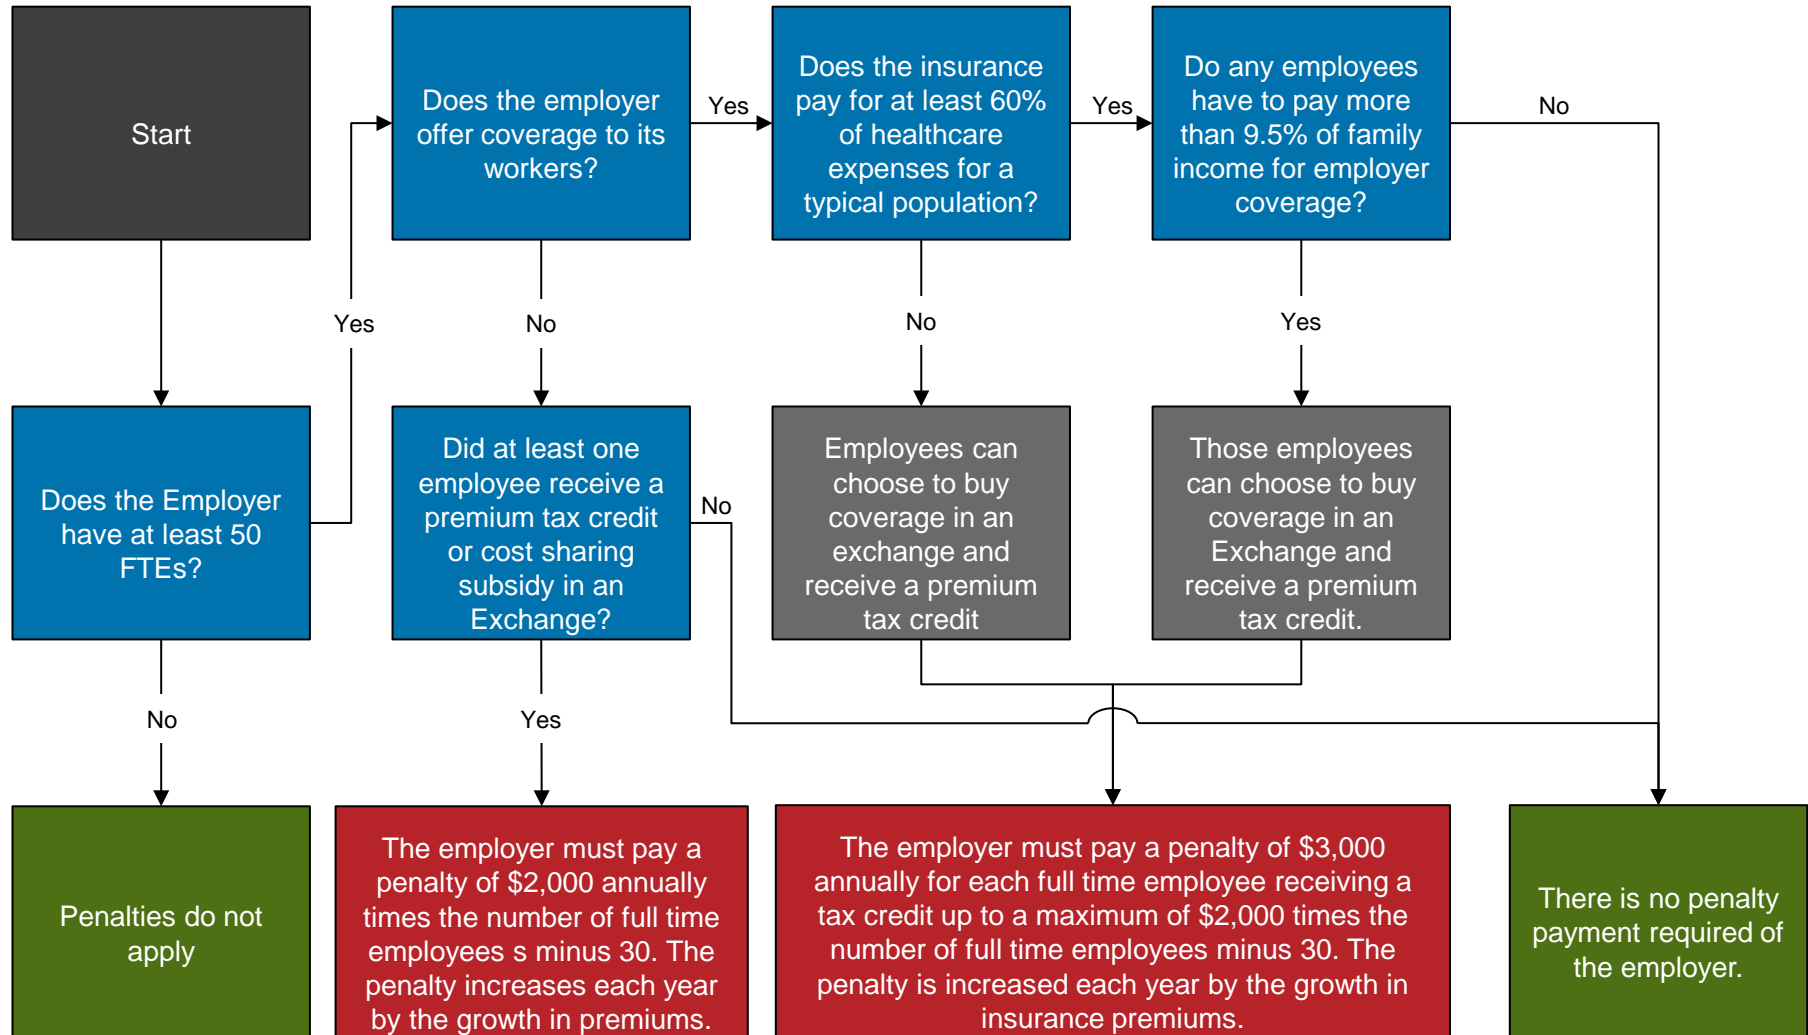 Start
Does the employer
offer coverage to its
workers?
Yes
Does the insurance
pay for at least 60%
of healthcare
expenses for a
typical population?
Yes
Do any employees
have to pay more
than 9.5% of family
income for employer
coverage?
No
Yes
No
No
Yes
Does the Employer
have at least 50
FTEs?
Did at least one
employee receive a
premium tax credit
or cost sharing
subsidy in an
Exchange?
No
Employees can
choose to buy
coverage in an
exchange and
receive a premium
tax credit
Those employees
can choose to buy
coverage in an
Exchange and
receive a premium
tax credit.
No
Yes
Penalties do not
apply
The employer must pay a
penalty of $2,000 annually
times the number of full time
employees s minus 30. The
penalty increases each year
by the growth in premiums.
The employer must pay a penalty of $3,000
annually for each full time employee receiving a
tax credit up to a maximum of $2,000 times the
number of full time employees minus 30. The
penalty is increased each year by the growth in
insurance premiums.
There is no penalty
payment required of
the employer.